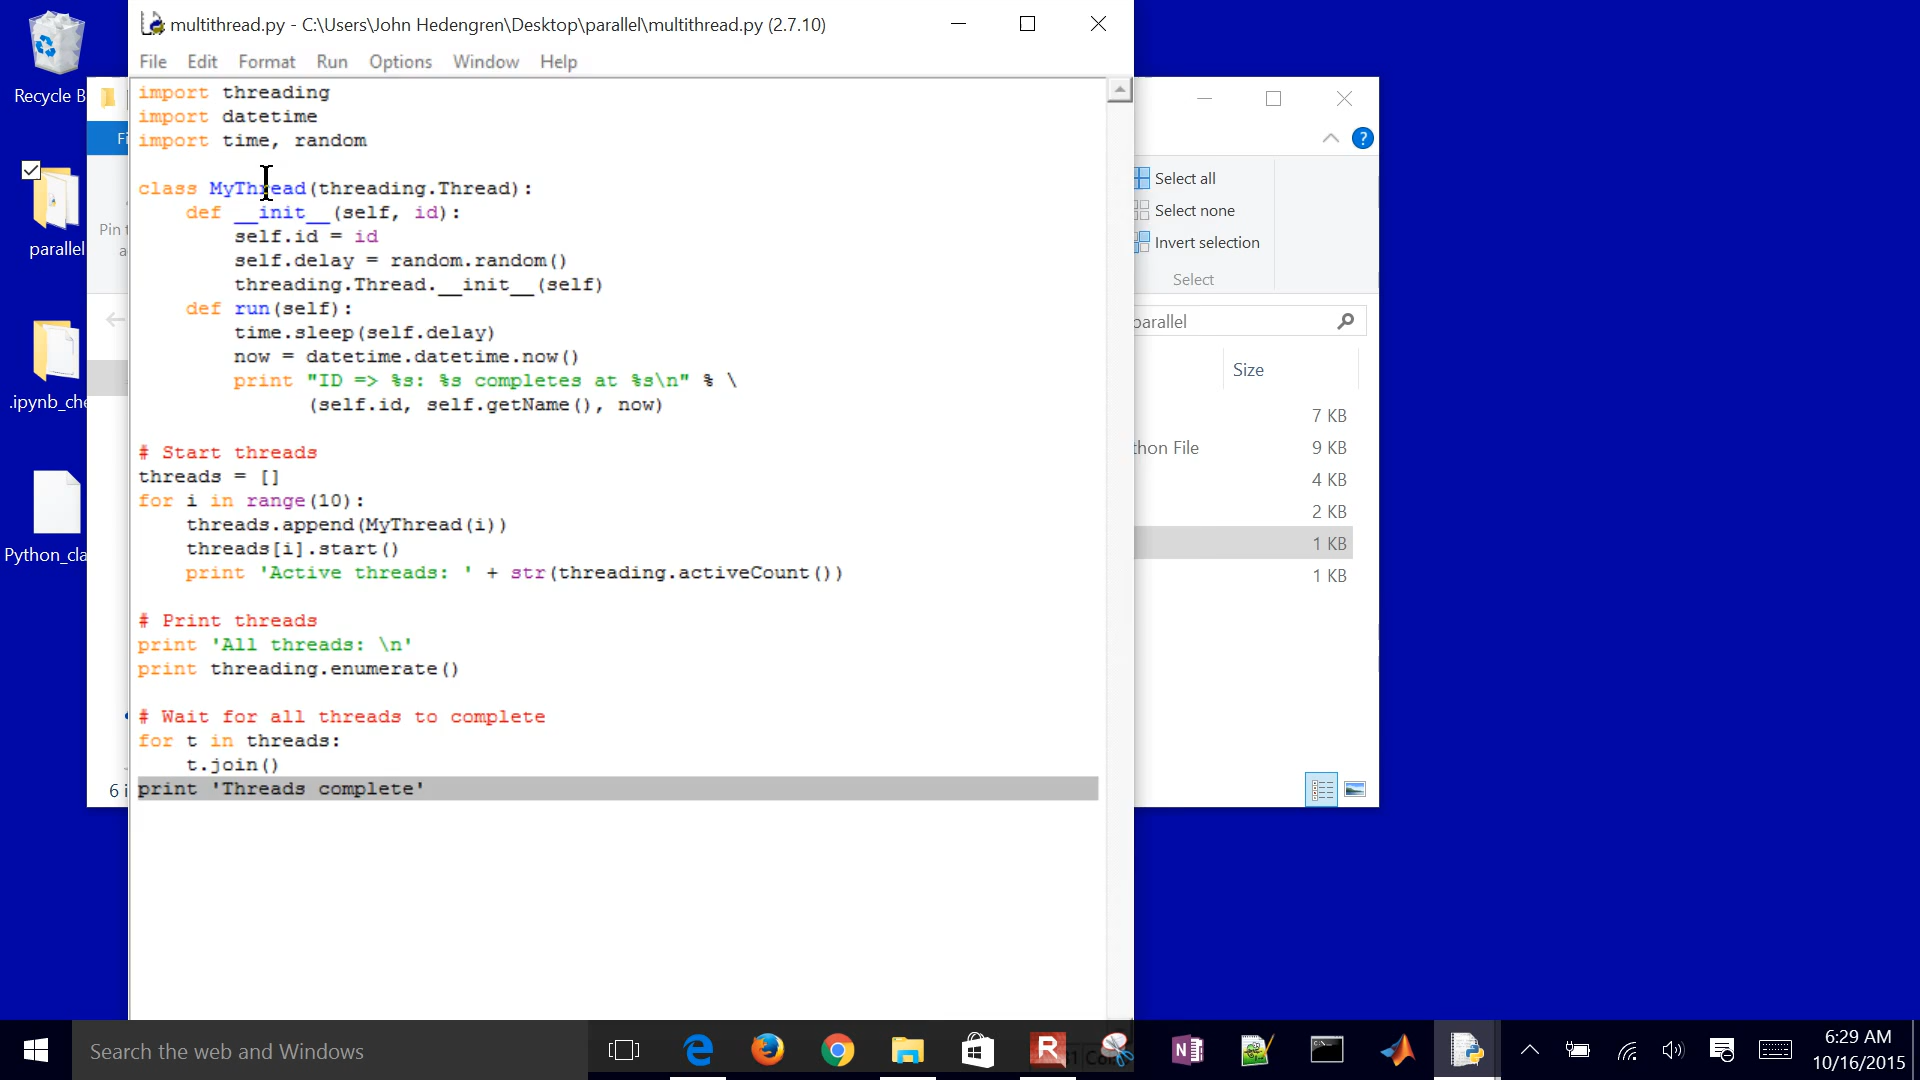 multithread.py - C:\Users\John Hedengren\Desktop\parallel\multithread.py (2.7.10)
File Edit Format Run Options Window Help
import threading
import datetime
import time, random
class MyThread(threading.Thread):
    def __init__(self, id):
        self.id = id
        self.delay = random.random()
        threading.Thread.__init__(self)
    def run(self):
        time.sleep(self.delay)
        now = datetime.datetime.now()
        print "ID => %s: %s completes at %s\n" % \
              (self.id, self.getName(), now)
# Start threads
threads = []
for i in range(10):
    threads.append(MyThread(i))
    threads[i].start()
    print 'Active threads: ' + str(threading.activeCount())
# Print threads
print 'All threads: \n'
print threading.enumerate()
# Wait for all threads to complete
for t in threads:
    t.join()
print 'Threads complete'
Recycle B
parallel
.ipynb_che
Python_cla
Fi
Pin t
a
6 i
?
Select all
Select none
Invert selection
Select
parallel
Size
7 KB
thon File 9 KB
4 KB
2 KB
1 KB
1 KB
Search the web and Windows
R
N
6:29 AM
10/16/2015